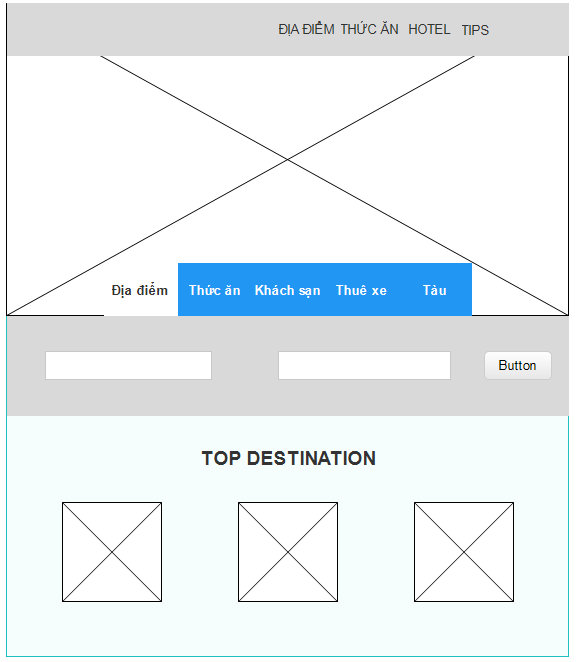 ĐỊA ĐIỂM THỨC ĂN HOTEL TIPS
Địa điểm Thức ăn Khách sạn Thuê xe Tàu
Button
TOP DESTINATION